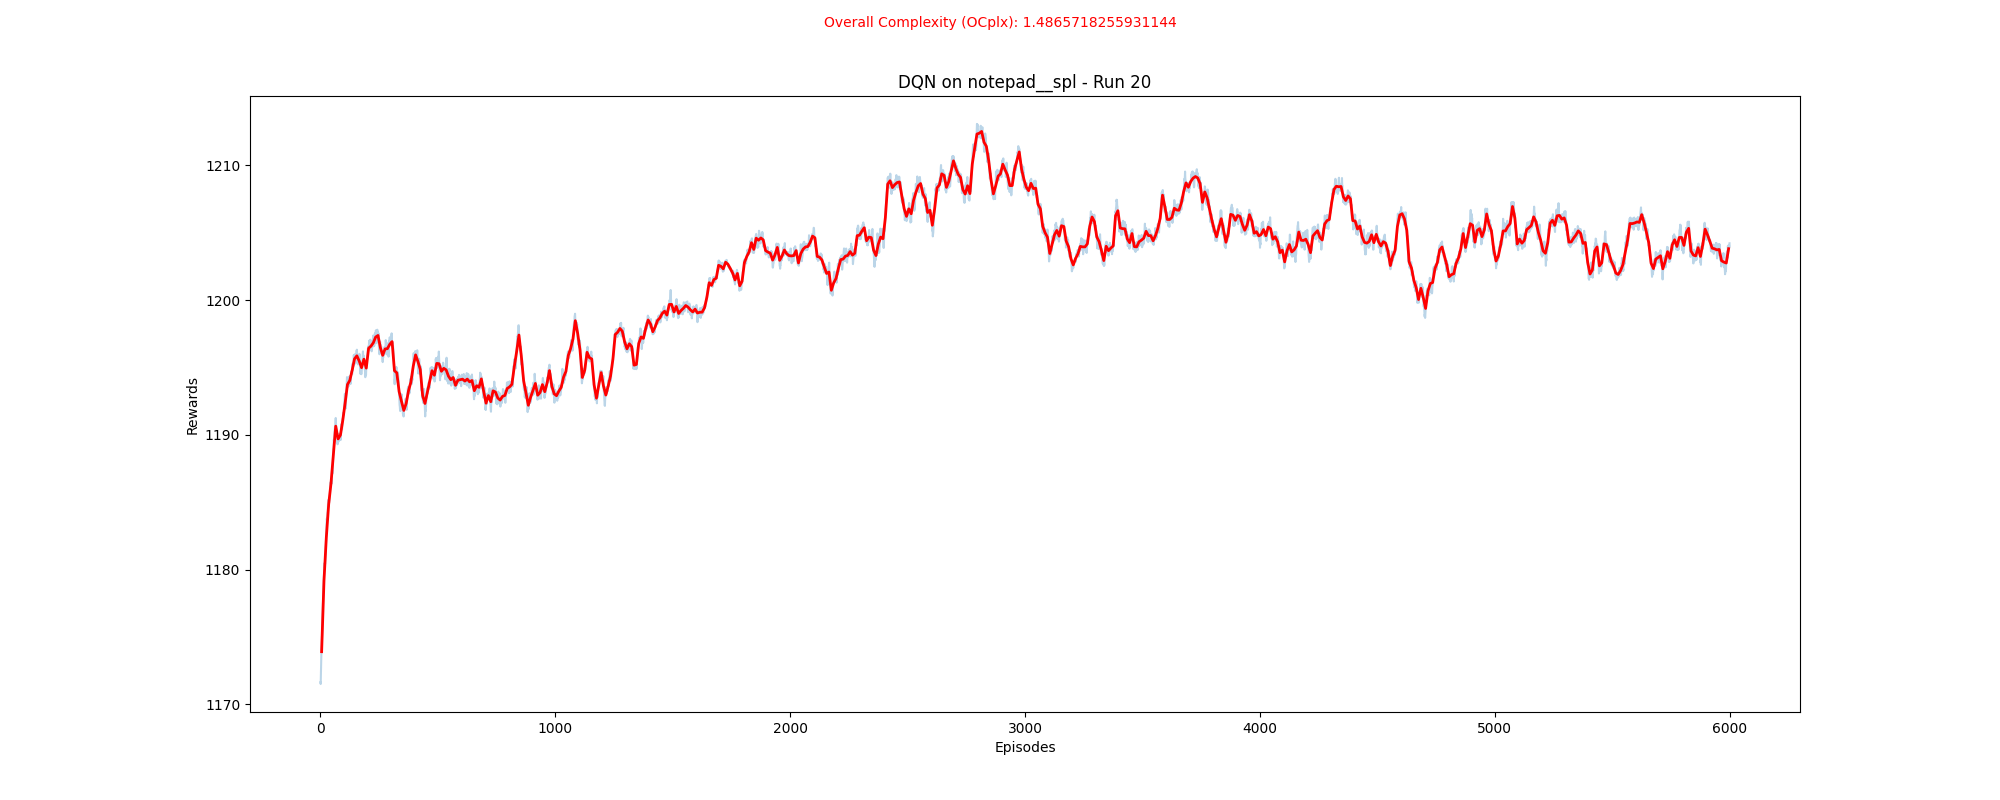 Overall Complexity (OCplx): 1.4865718255931144
DQN on notepad__spl - Run 20
1210
1200
1190
1180
1170
Rewards
0 1000 2000 3000 4000 5000 6000
Episodes